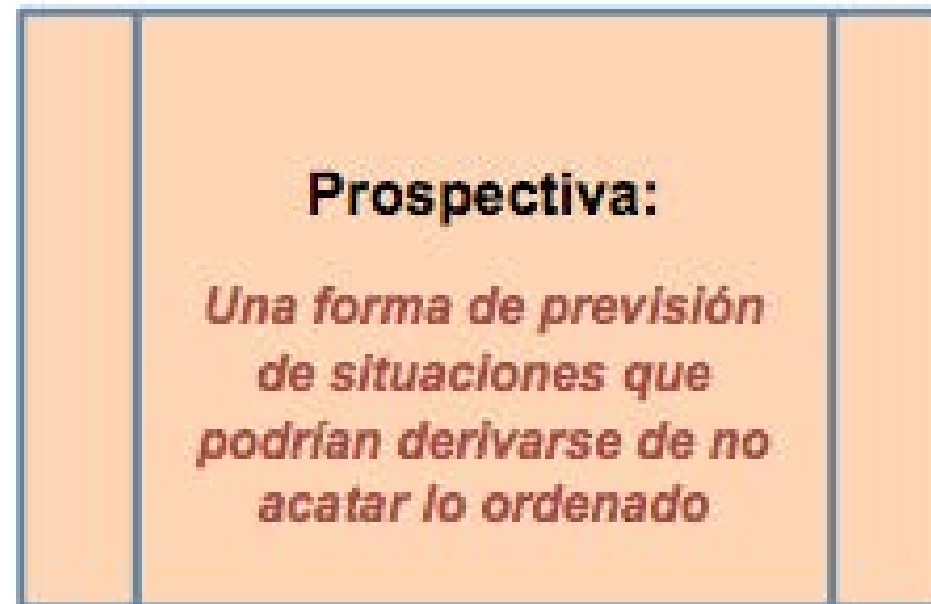 Prospectiva:
Una forma de previsión
de situaciones que
podrían derivarse de no
acatar lo ordenado